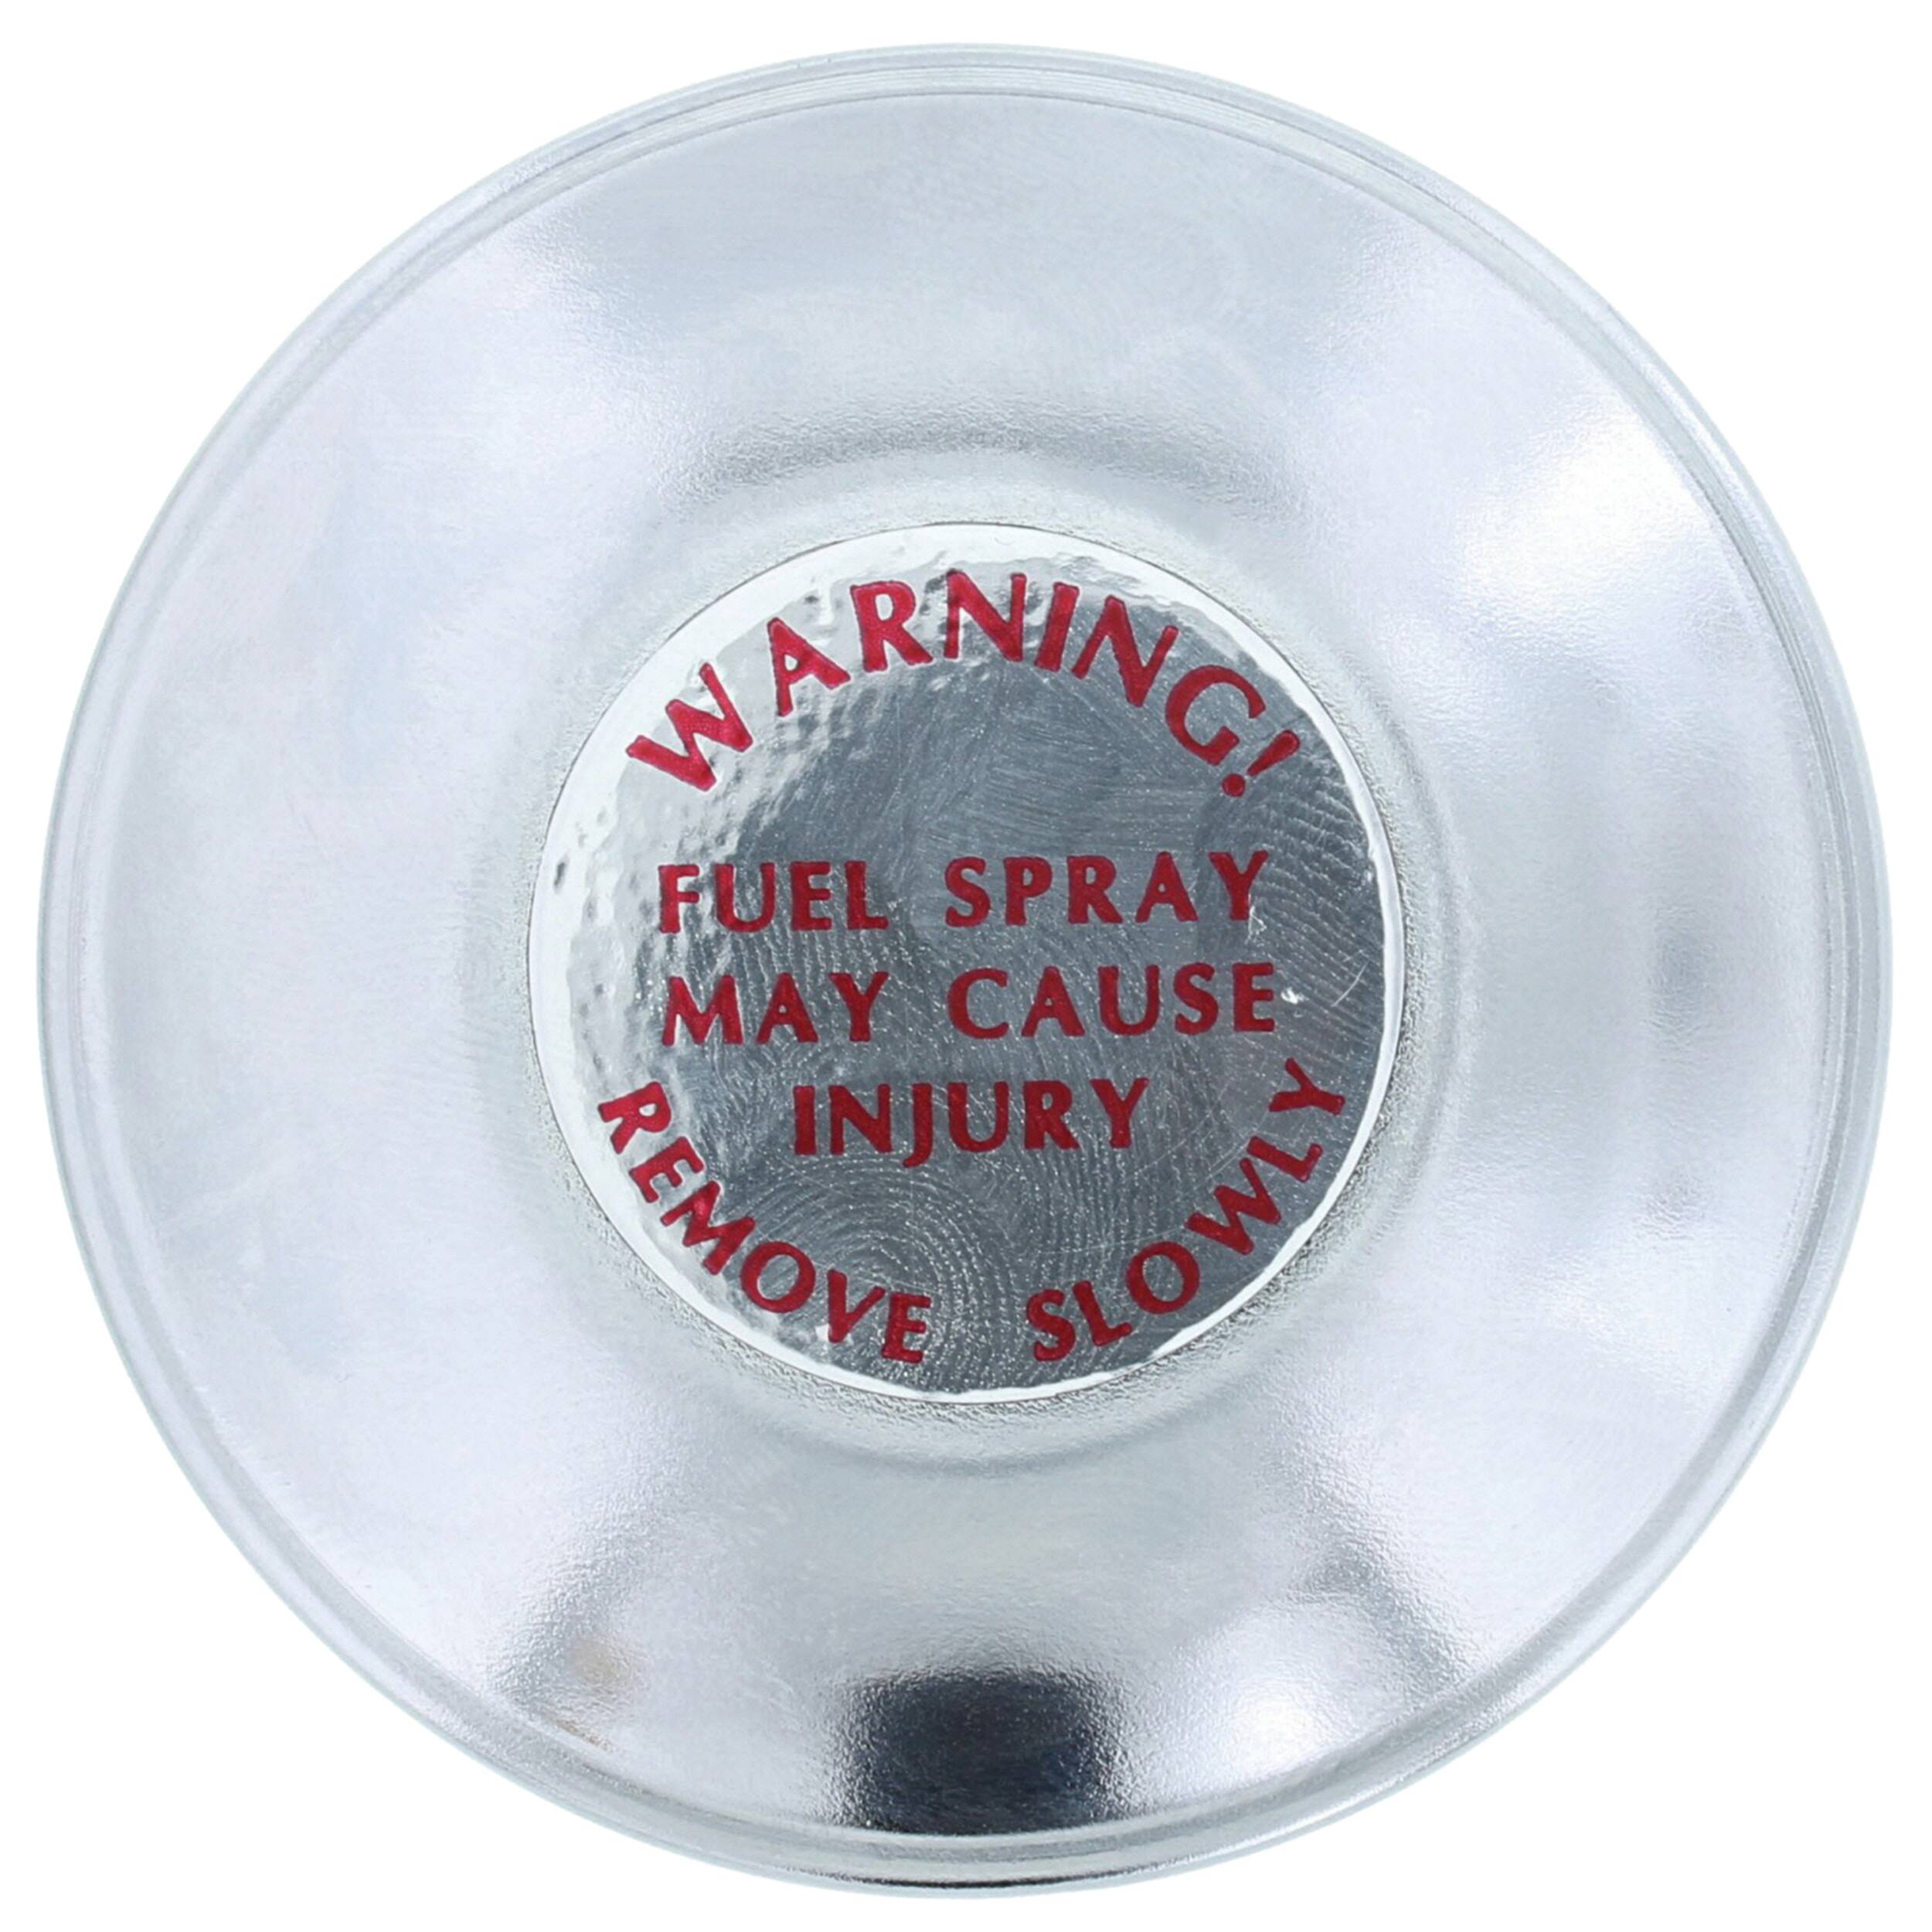 WARNING!
FUEL SPRAY
MAY CAUSE
INJURY
REMOVE SLOWLY